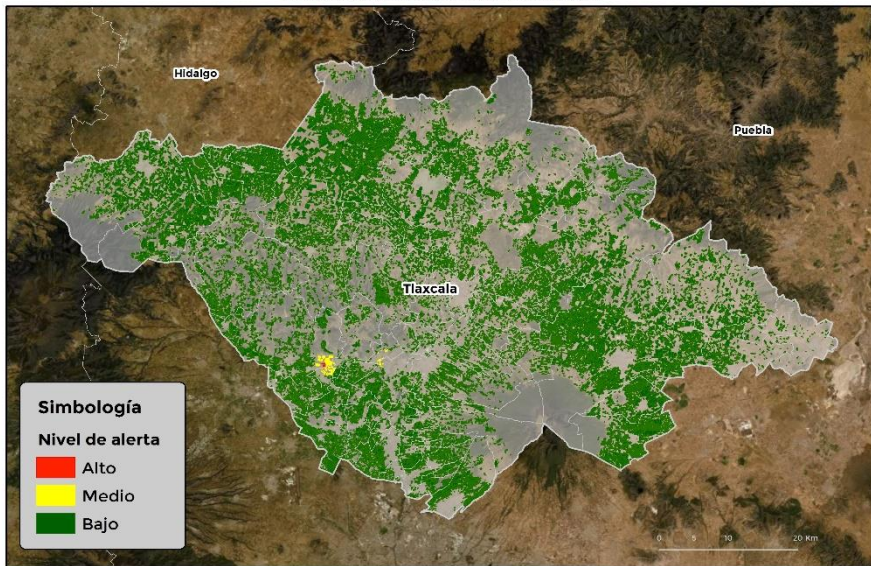 Hidalgo
Puebla
Tlaxcala
Simbología
Nivel de alerta
Alto
Medio
Bajo
0 5 10 20 Km